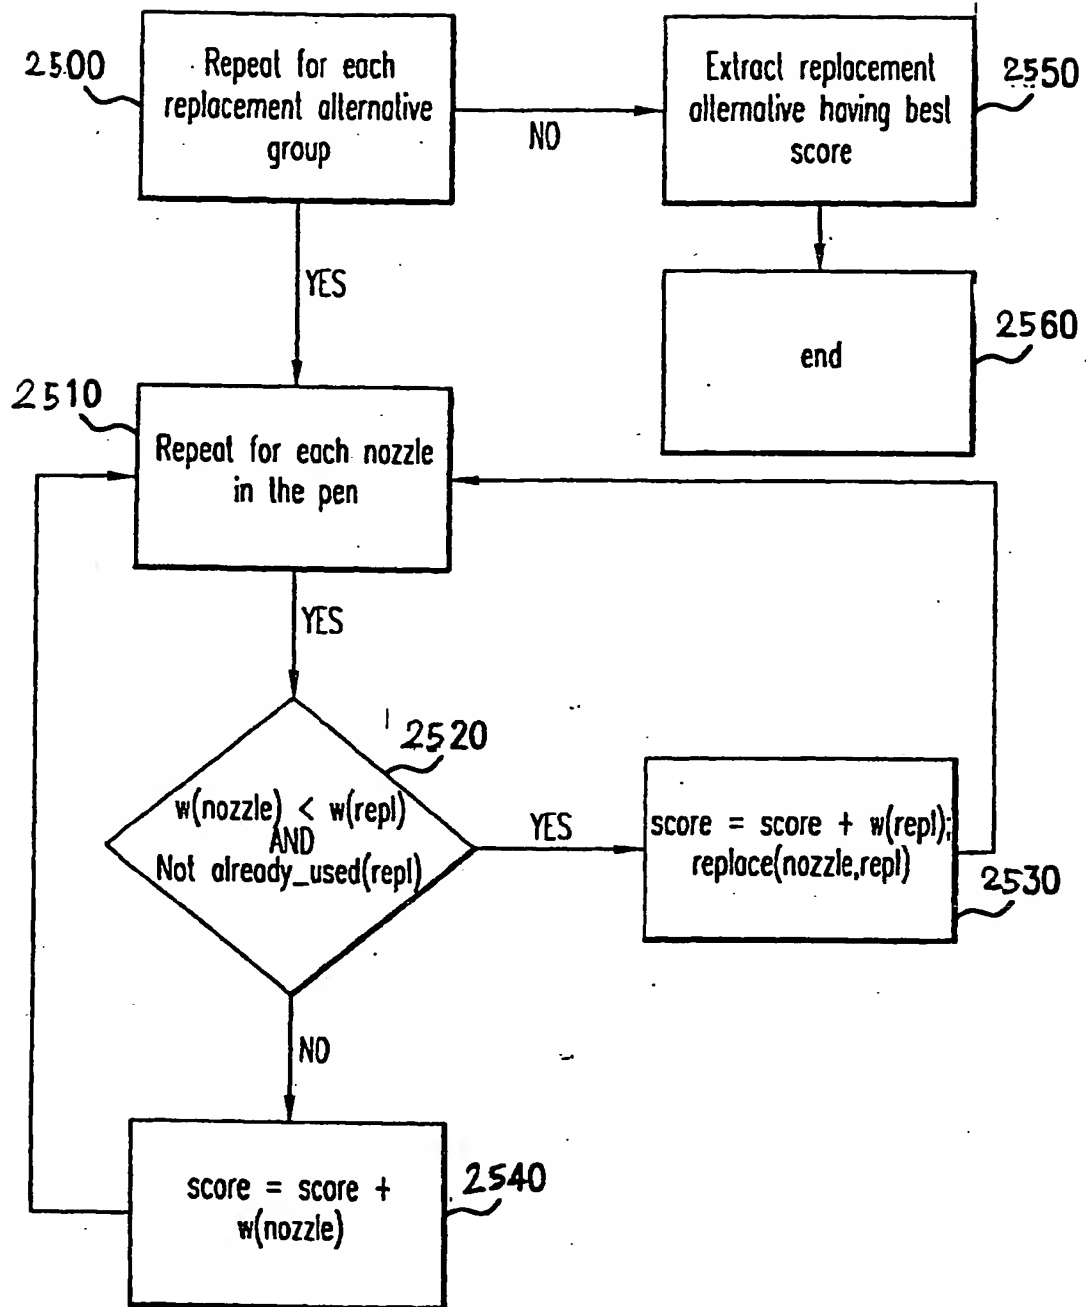 2500
Repeat for each
replacement alternative
group
NO
Extract replacement
alternative having best
score
2550
YES
end
2560
2510
Repeat for each nozzle
in the pen
YES
2520
w(nozzle) < w(repl)
AND
Not already_used(repl)
YES
score = score + w(repl);
replace(nozzle,repl)
2530
NO
score = score +
w(nozzle)
2540